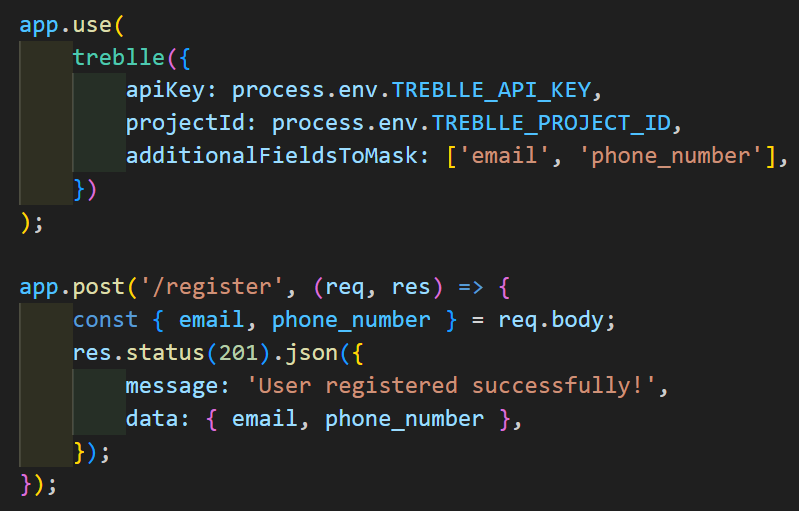 app.use(
    treblle({
        apiKey: process.env.TREBLLE_API_KEY,
        projectId: process.env.TREBLLE_PROJECT_ID,
        additionalFieldsToMask: ['email', 'phone_number'],
    })
);

app.post('/register', (req, res) => {
    const { email, phone_number } = req.body;
    res.status(201).json({
        message: 'User registered successfully!',
        data: { email, phone_number },
    });
});